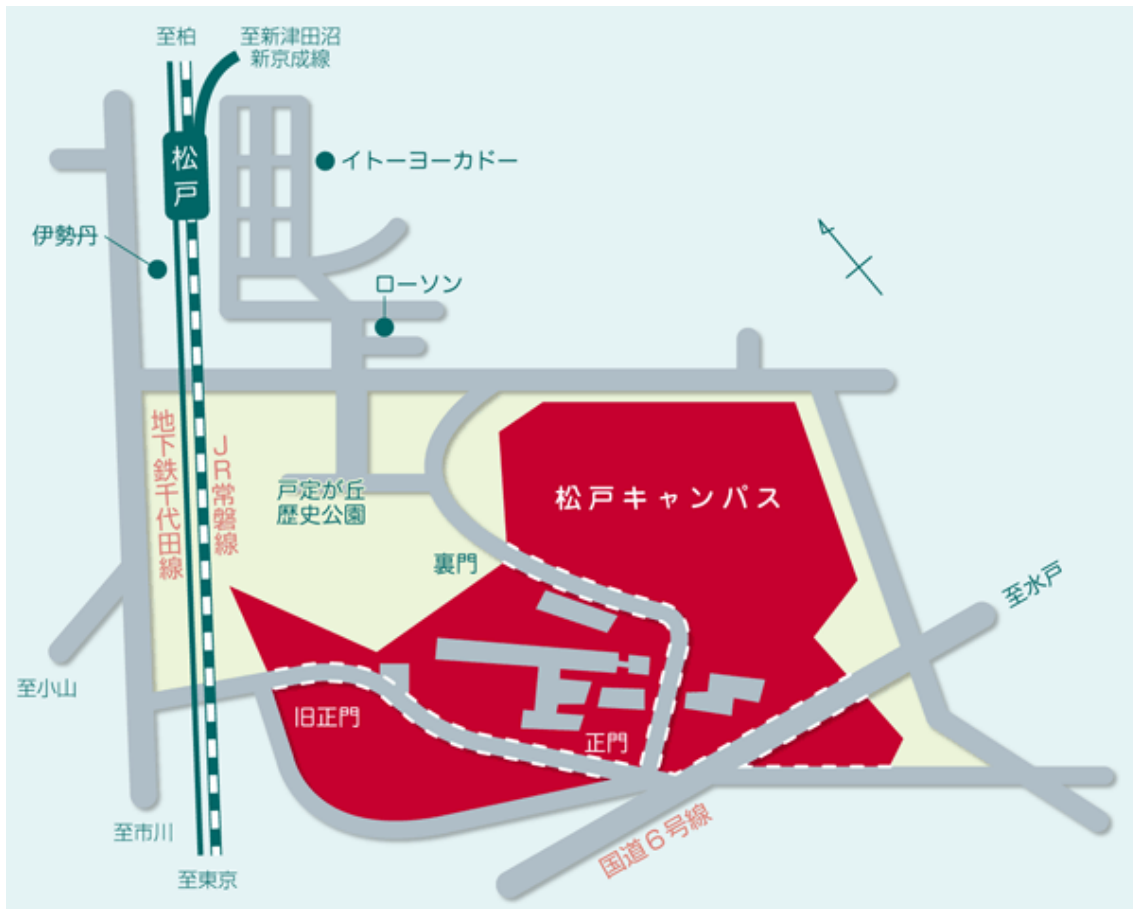 至柏
至新津田沼
新京成線
松戸
イトーヨーカドー
伊勢丹
ローソン
地下鉄千代田線
JR常磐線
戸定が丘
歴史公園
松戸キャンパス
裏門
至水戸
至小山
旧正門
正門
至市川
国道6号線
至東京